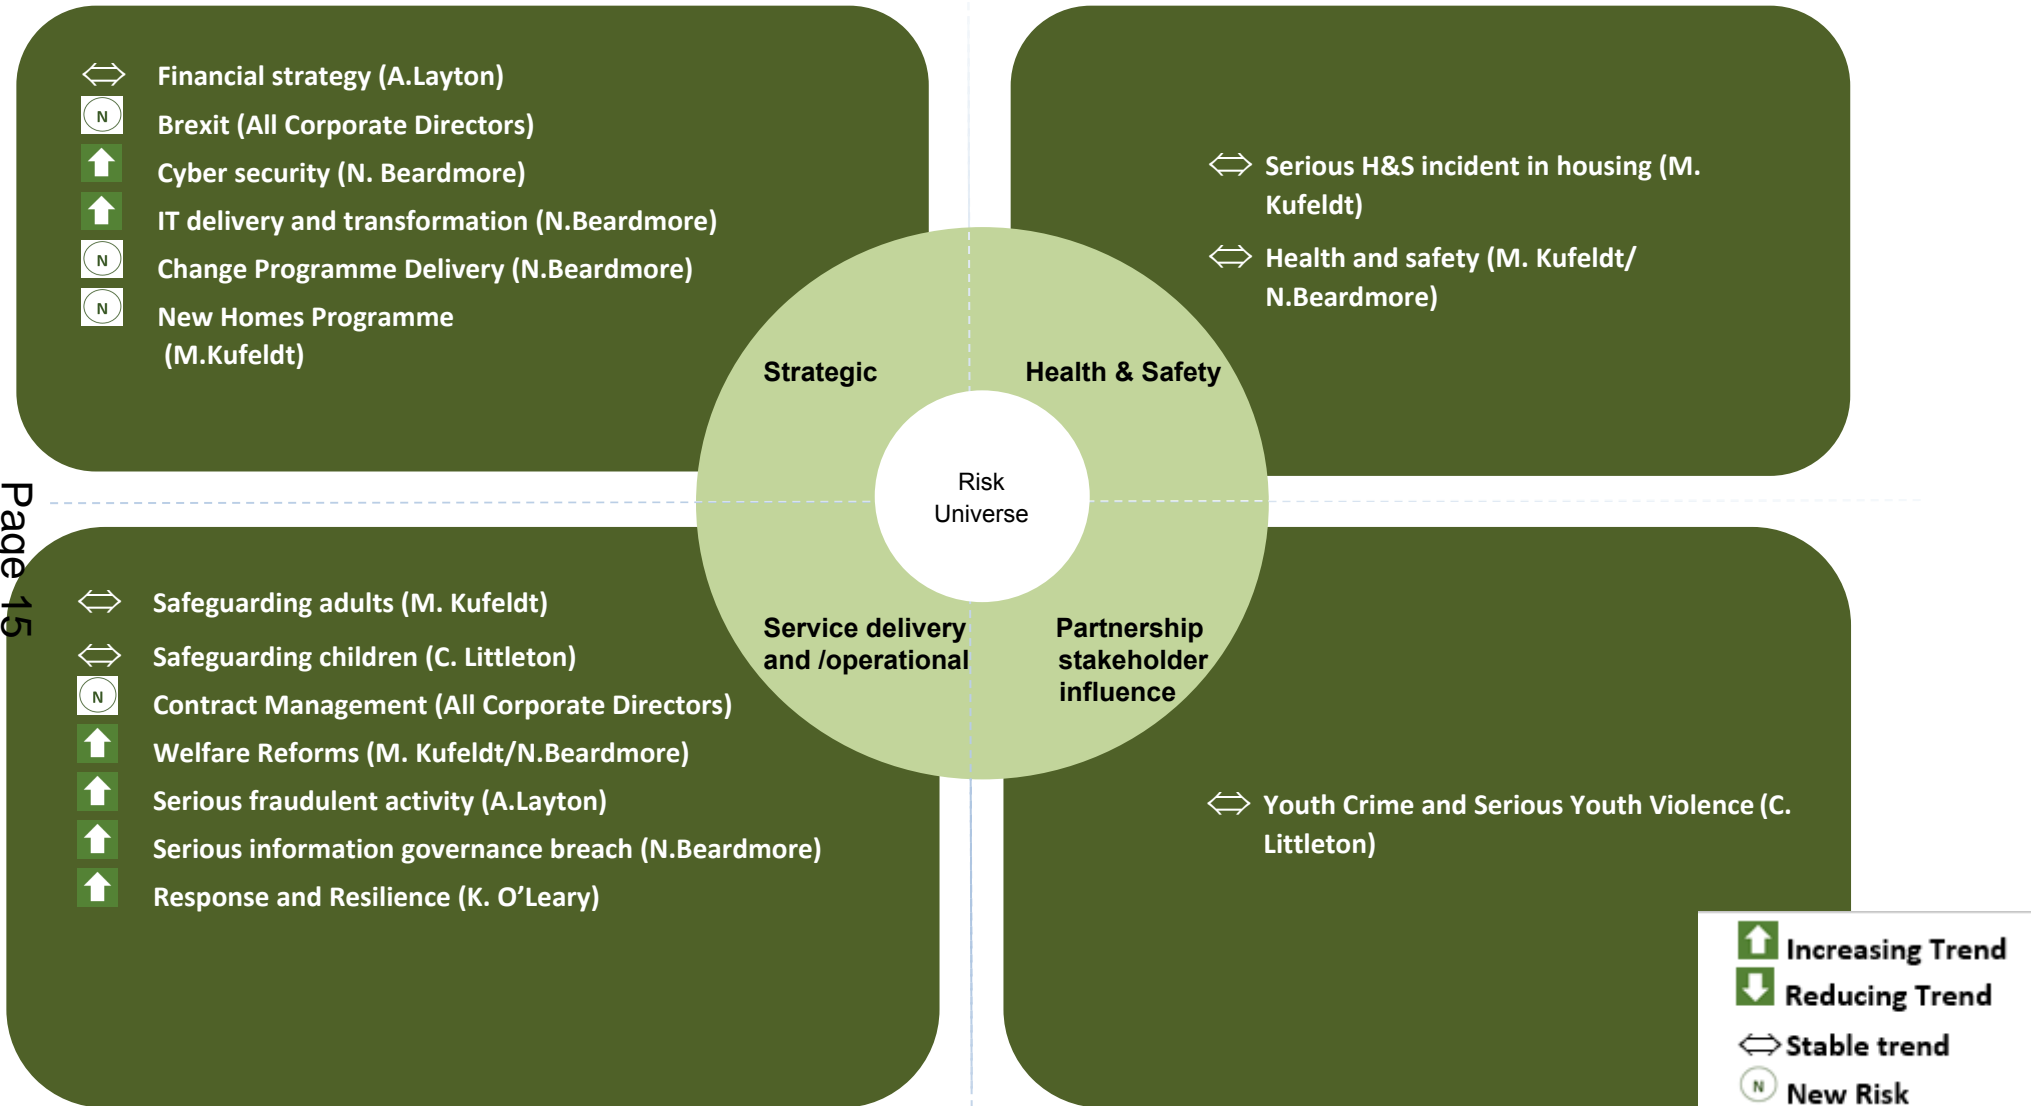 Financial strategy (A.Layton)
N
Brexit (All Corporate Directors)
Cyber security (N. Beardmore)
IT delivery and transformation (N.Beardmore)
N
Change Programme Delivery (N.Beardmore)
N
New Homes Programme
(M.Kufeldt)
Serious H&S incident in housing (M.
Kufeldt)
Health and safety (M. Kufeldt/
N.Beardmore)
Strategic
Health & Safety
Risk
Universe
Service delivery
and /operational
Partnership
stakeholder
influence
Page 15
Safeguarding adults (M. Kufeldt)
Safeguarding children (C. Littleton)
N
Contract Management (All Corporate Directors)
Welfare Reforms (M. Kufeldt/N.Beardmore)
Serious fraudulent activity (A.Layton)
Serious information governance breach (N.Beardmore)
Response and Resilience (K. O’Leary)
Youth Crime and Serious Youth Violence (C.
Littleton)
Increasing Trend
Reducing Trend
Stable trend
N New Risk